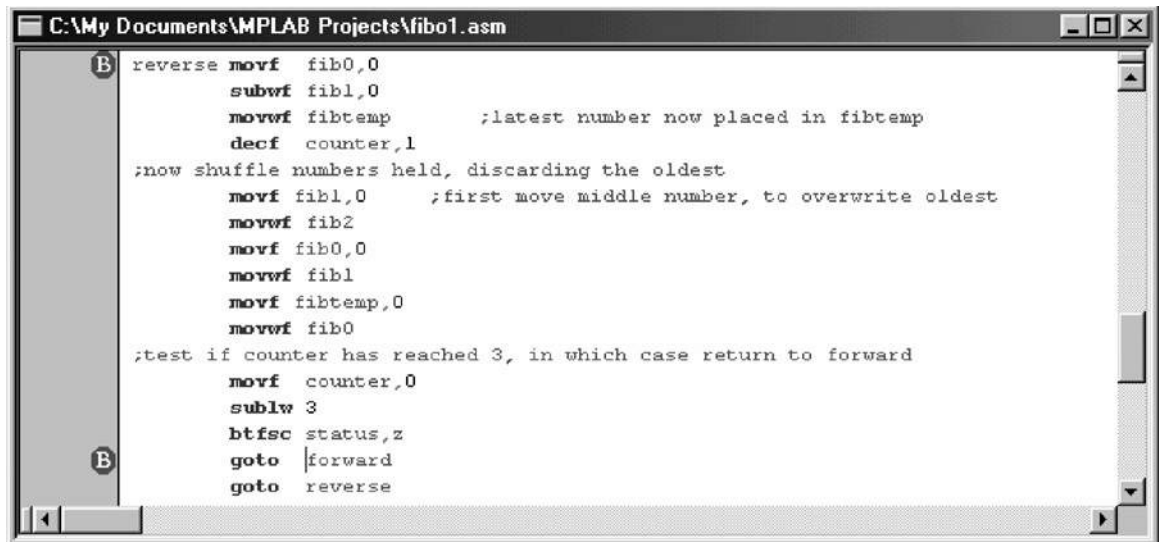 C:\My Documents\MPLAB Projects\fibo1.asm
B reverse movf fib0,0
subwf fib1,0
movwf fibtemp ;latest number now placed in fibtemp
decf counter,1
;now shuffle numbers held, discarding the oldest
movf fib1,0 ;first move middle number, to overwrite oldest
movwf fib2
movf fib0,0
movwf fib1
movf fibtemp,0
movwf fib0
;test if counter has reached 3, in which case return to forward
movf counter,0
sublw 3
btfsc status,z
B goto forward
goto reverse